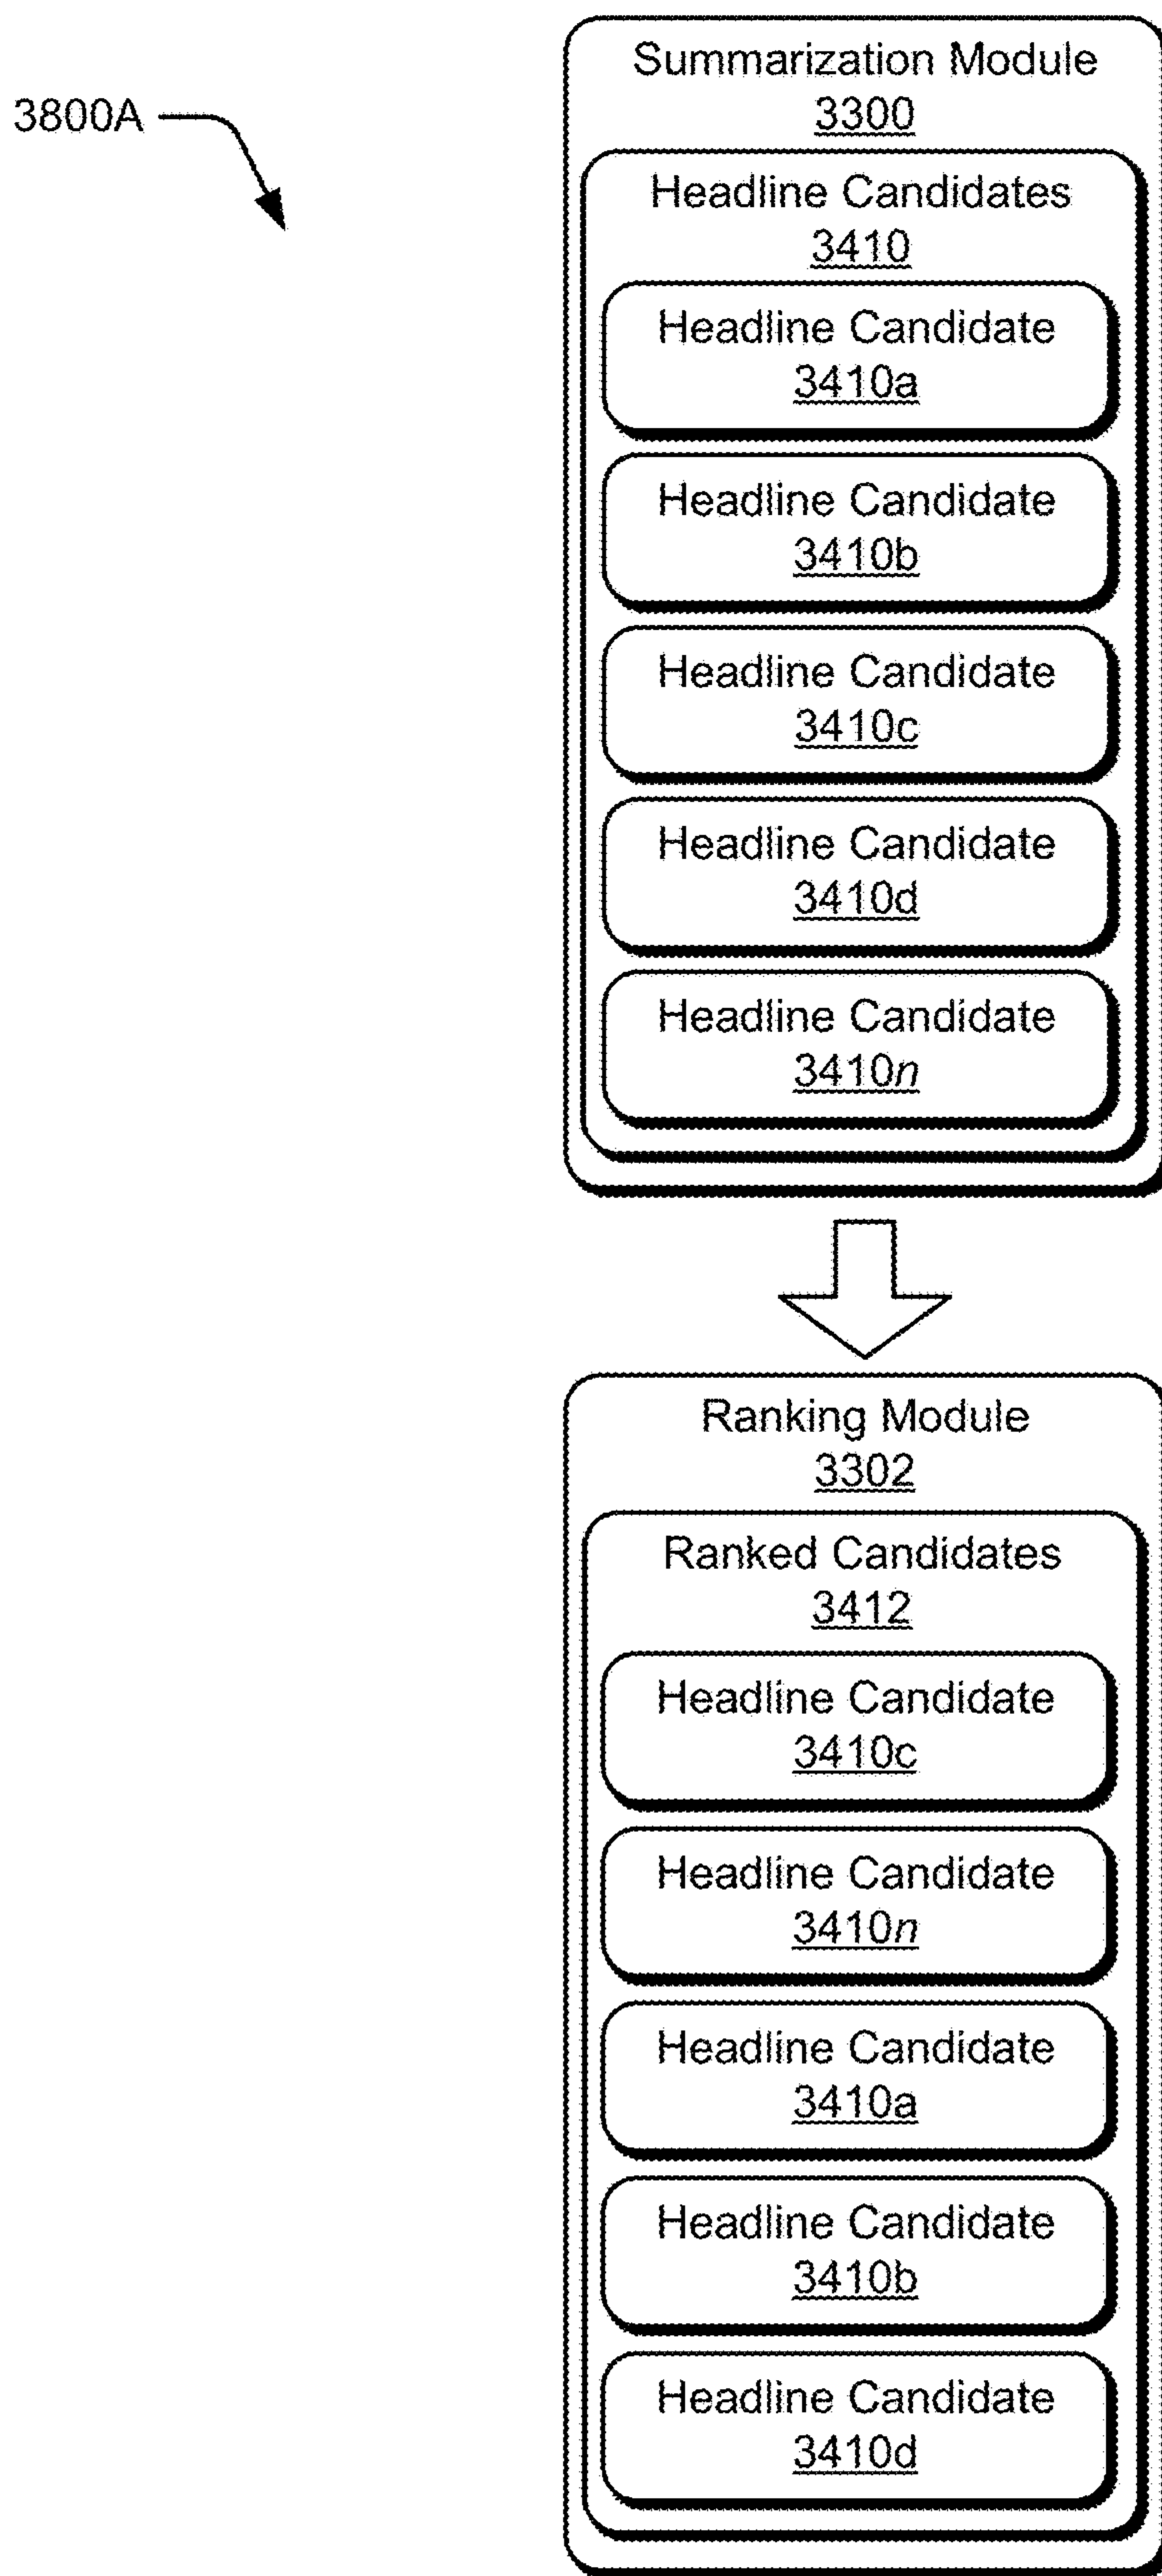 3800A
Summarization Module
3300
Headline Candidates
3410
Headline Candidate
3410a
Headline Candidate
3410b
Headline Candidate
3410c
Headline Candidate
3410d
Headline Candidate
3410n
Ranking Module
3302
Ranked Candidates
3412
Headline Candidate
3410c
Headline Candidate
3410n
Headline Candidate
3410a
Headline Candidate
3410b
Headline Candidate
3410d